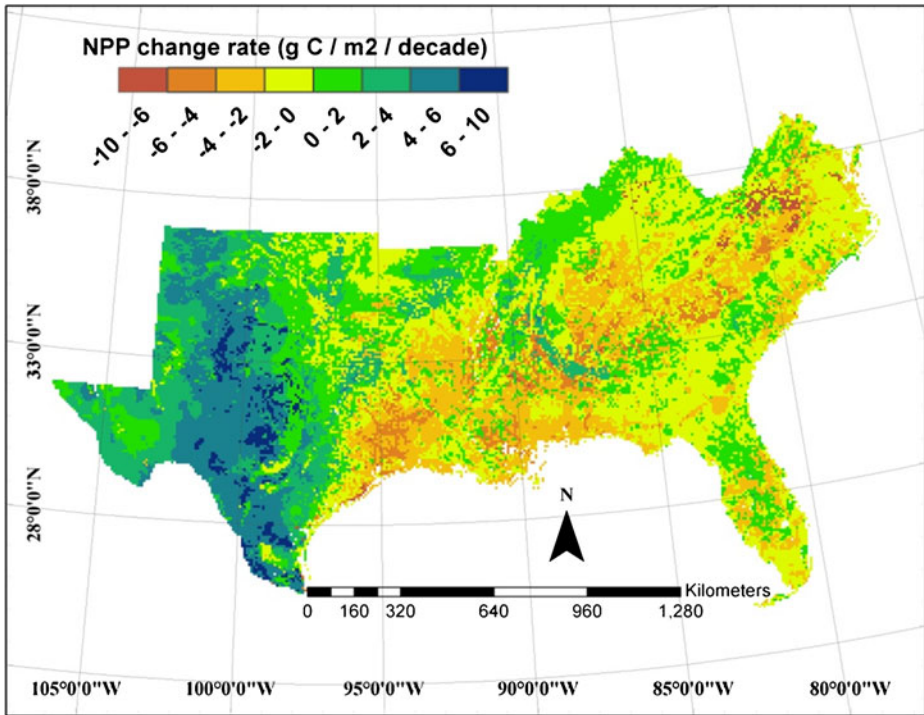 NPP change rate (g C / m2 / decade)
-10 - -6
-6 - -4
-4 - -2
-2 - 0
0 - 2
2 - 4
4 - 6
6 - 10
38°0'0"N
33°0'0"N
28°0'0"N
N
Kilometers
0 160 320 640 960 1,280
105°0'0"W 100°0'0"W 95°0'0"W 90°0'0"W 85°0'0"W 80°0'0"W